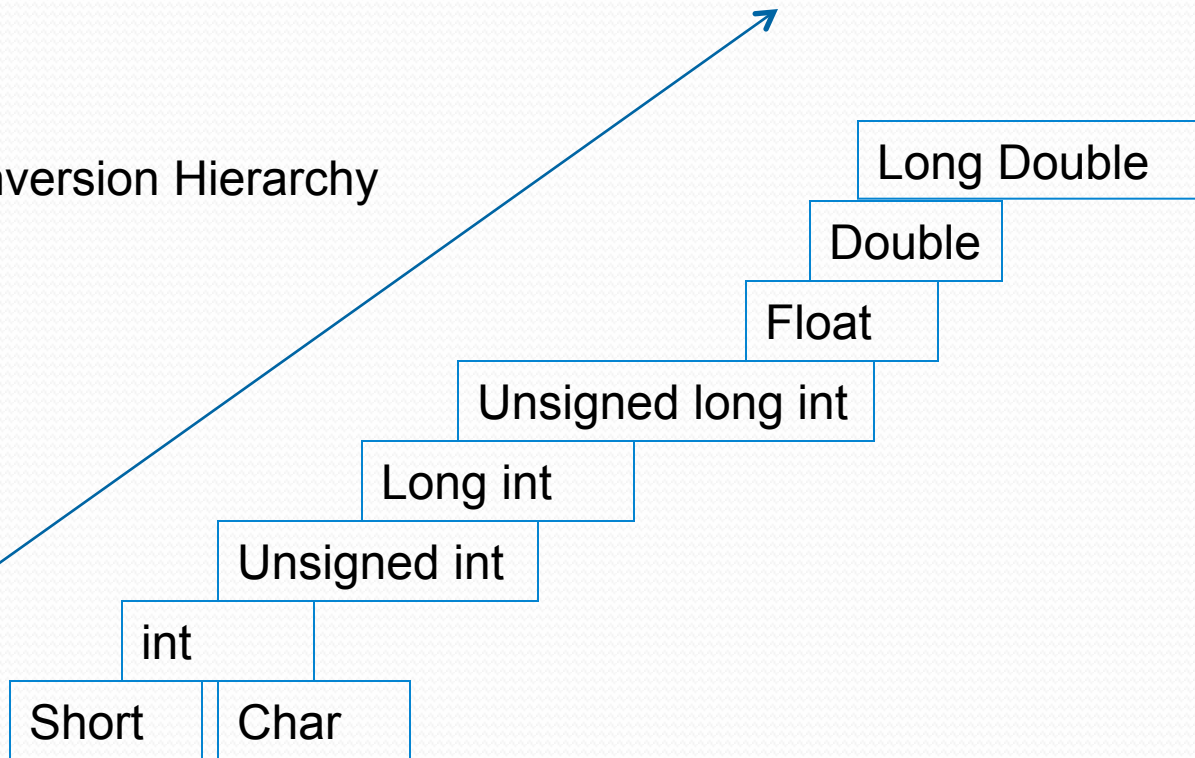 nversion Hierarchy
Long Double
Double
Float
Unsigned long int
Long int
Unsigned int
int
Short
Char